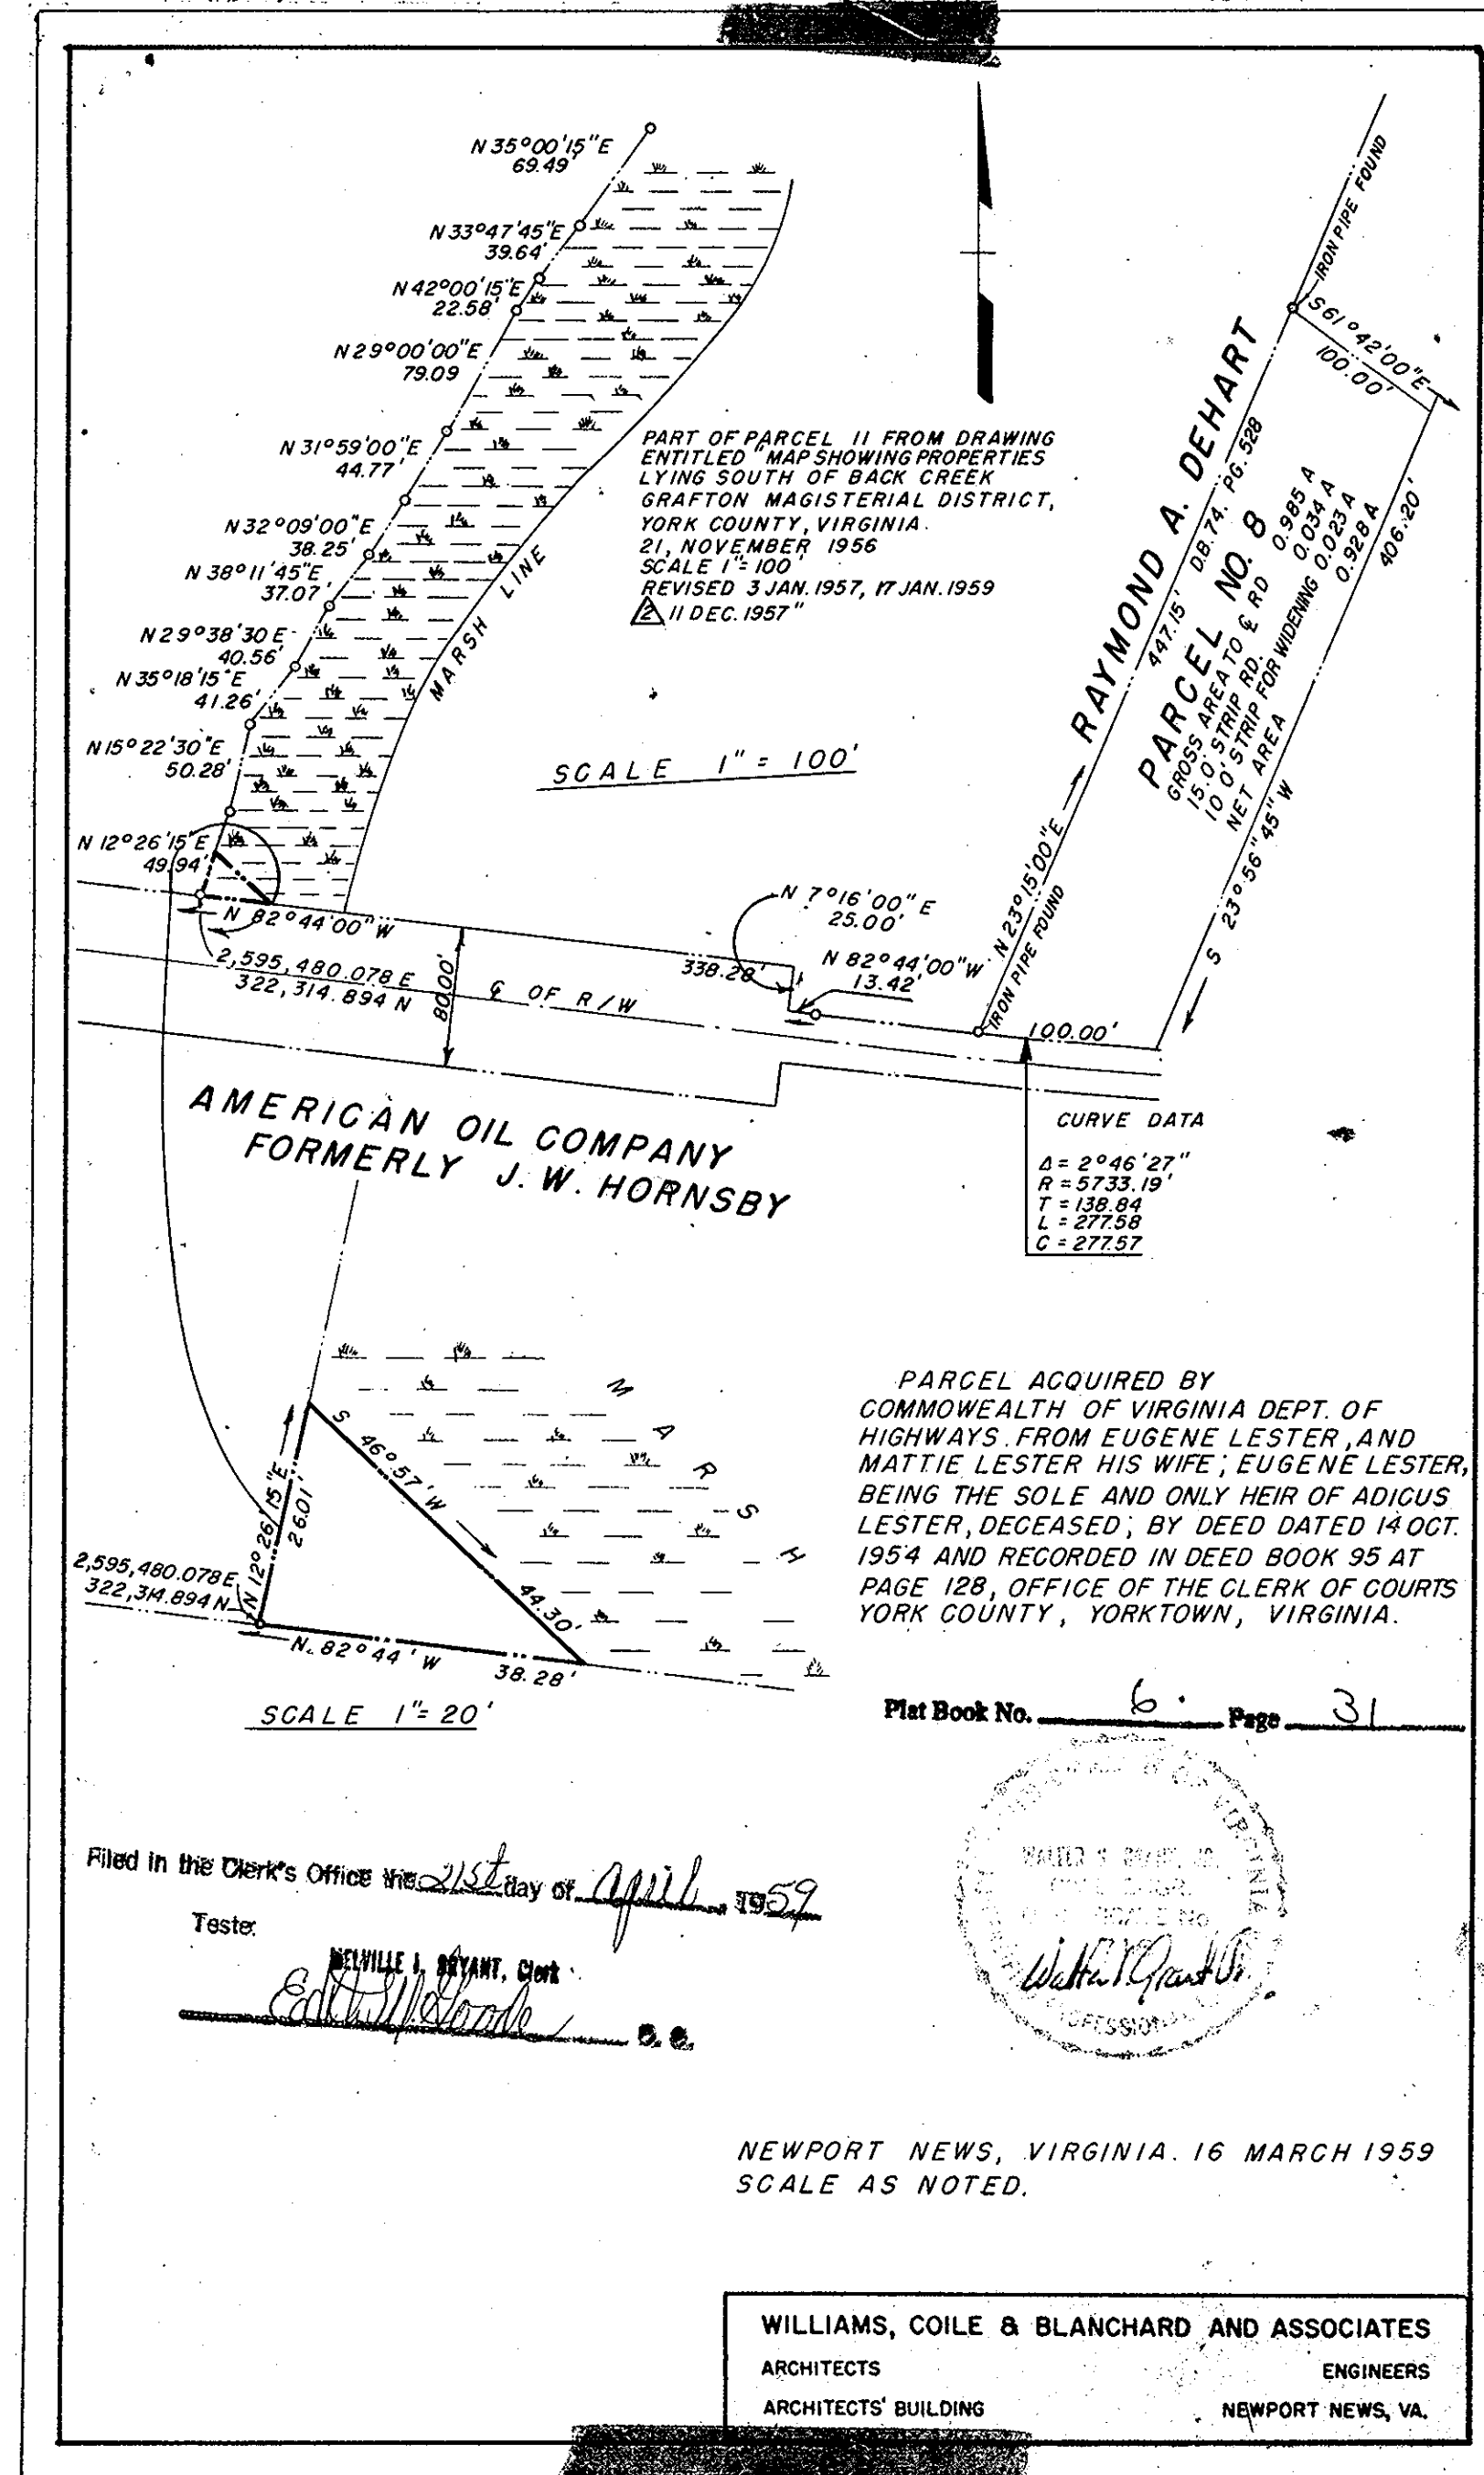 N 35°00'15"E
69.49'
N 33°47'45"E
39.64'
N 42°00'15"E
22.58'
N 29°00'00"E
79.09
N 31°59'00"E
44.77'
N 32°09'00"E
38.25'
N 38°11'45"E
37.07'
N 29°38'30 E
40.56'
N 35°18'15"E
41.26'
N 15°22'30"E
50.28'
N 12°26'15"E
49.94'
MARSH LINE
PART OF PARCEL 11 FROM DRAWING
ENTITLED "MAP SHOWING PROPERTIES
LYING SOUTH OF BACK CREEK
GRAFTON MAGISTERIAL DISTRICT,
YORK COUNTY, VIRGINIA.
21, NOVEMBER 1956
SCALE 1"=100'
REVISED 3 JAN. 1957, 17 JAN. 1959
2 11 DEC. 1957"
SCALE 1" = 100'
IRON PIPE FOUND
S 61°42'00"E
100.00'
RAYMOND A. DEHART
447.15' D.B. 74. PG. 528
PARCEL NO. 8
GROSS AREA TO ℄ RD 0.985 A
15.0' STRIP RD. 0.034 A
10 0' STRIP FOR WIDENING 0.023 A
NET AREA 0.928 A
406.20'
S 23°56"45" W
N 23°15'00"E
IRON PIPE FOUND
N 7°16'00"E
25.00'
N 82°44'00"W
13.42'
338.28'
100.00'
N 82°44'00"W
2,595,480.078 E
322,314.894 N
80.00'
℄ OF R/W
AMERICAN OIL COMPANY
FORMERLY J. W. HORNSBY
CURVE DATA
Δ = 2°46'27"
R = 5733.19'
T = 138.84
L = 277.58
C = 277.57
MARSH
S 46°57'W
44.30'
N 12°26'15"E
26.01'
2,595,480.078E
322,314.894N
N. 82°44'W
38.28'
SCALE 1"=20'
PARCEL ACQUIRED BY
COMMOWEALTH OF VIRGINIA DEPT. OF
HIGHWAYS. FROM EUGENE LESTER, AND
MATTIE LESTER HIS WIFE; EUGENE LESTER,
BEING THE SOLE AND ONLY HEIR OF ADICUS
LESTER, DECEASED; BY DEED DATED 14 OCT.
1954 AND RECORDED IN DEED BOOK 95 AT
PAGE 128, OFFICE OF THE CLERK OF COURTS
YORK COUNTY, YORKTOWN, VIRGINIA.
Plat Book No. 6. Page 31
VIRGINIA
Walter Grant Jr.
Filed in the Clerk's Office this 21st day of April 1959
Teste:
MELVILLE I. BRYANT, Clerk
NEWPORT NEWS, VIRGINIA. 16 MARCH 1959
SCALE AS NOTED.
WILLIAMS, COILE & BLANCHARD AND ASSOCIATES
ARCHITECTS ENGINEERS
ARCHITECTS' BUILDING NEWPORT NEWS, VA.